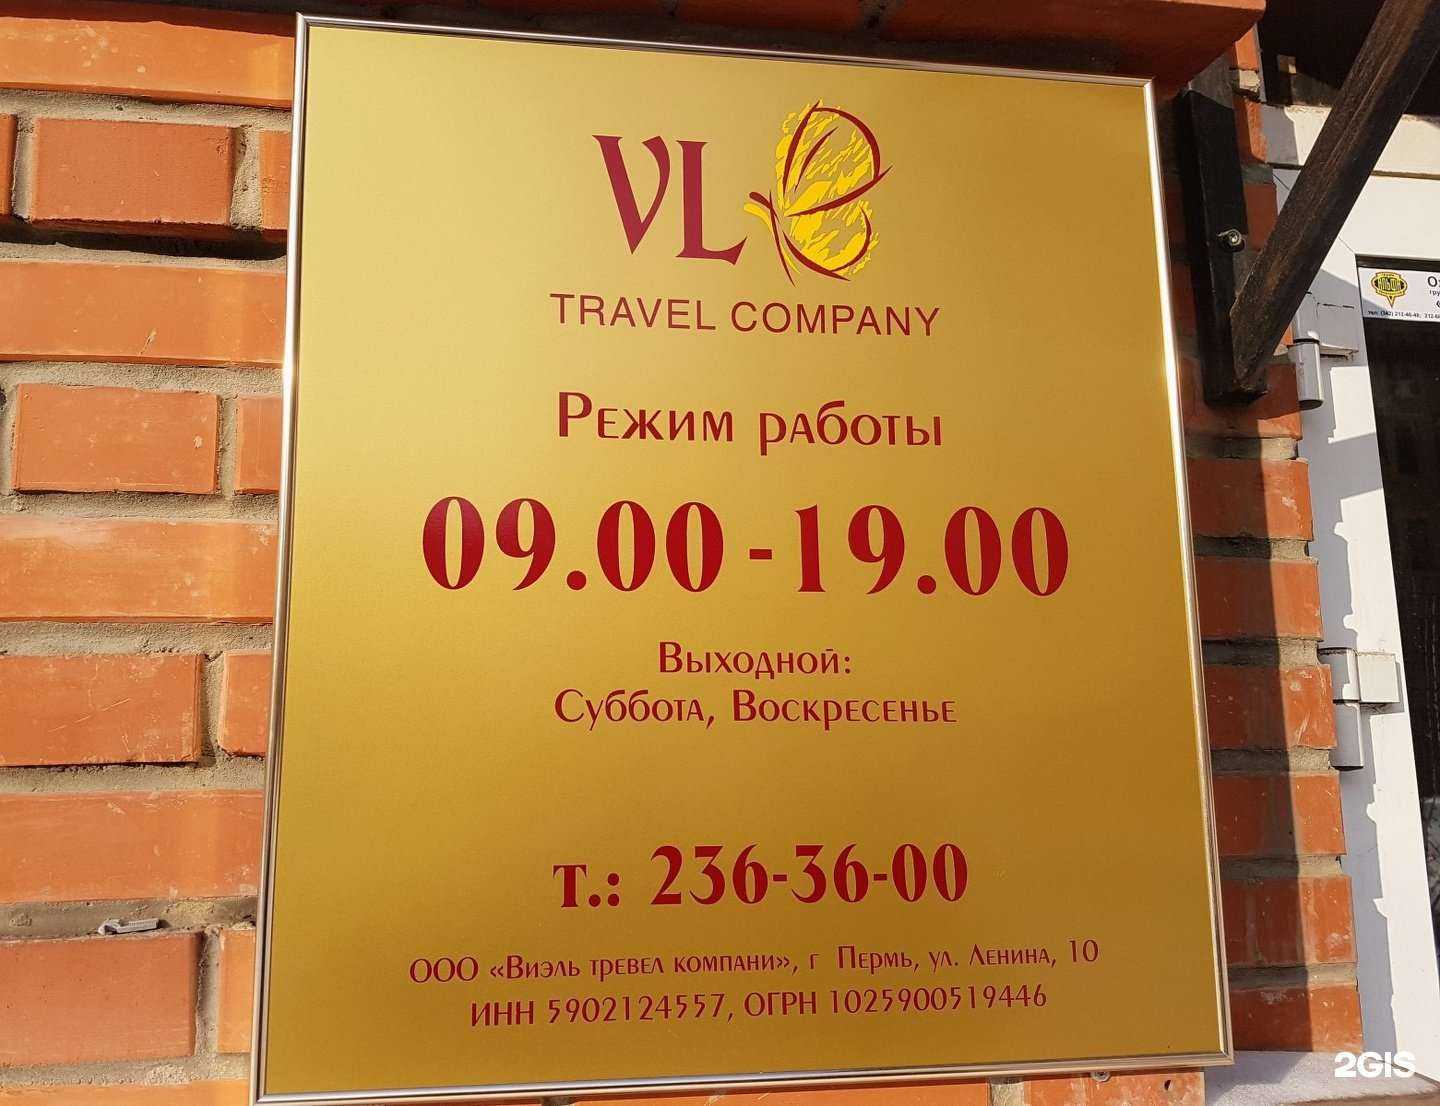 VL
TRAVEL COMPANY
Режим работы
09.00 - 19.00
Выходной:
Суббота, Воскресенье
т.: 236-36-00
ООО «Виэль тревел компани», г Пермь, ул. Ленина, 10
ИНН 5902124557, ОГРН 1025900519446
АЛЬФА
2GIS